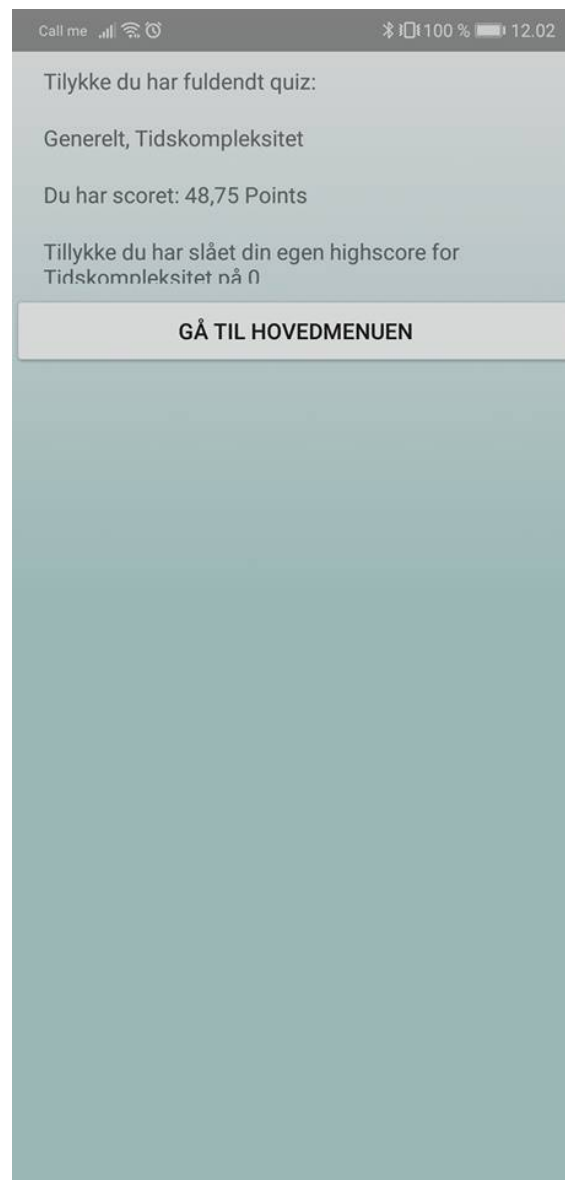 Call me 100 % 12.02
Tilykke du har fuldendt quiz:
Generelt, Tidskompleksitet
Du har scoret: 48,75 Points
Tillykke du har slået din egen highscore for
Tidskompleksitet på 0
GÅ TIL HOVEDMENUEN